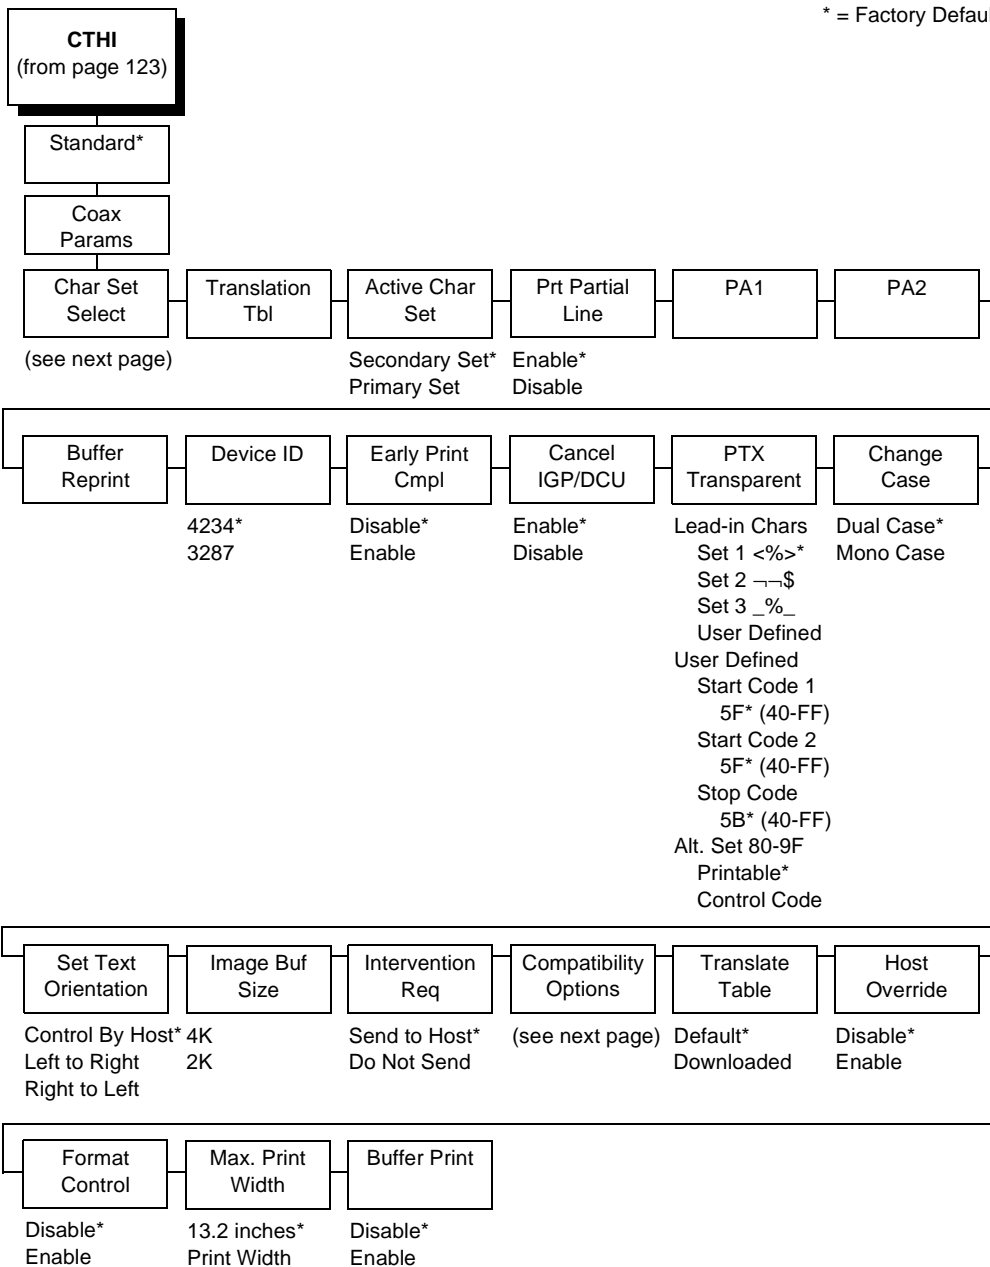 * = Factory Defaul
CTHI
(from page 123)
Standard*
Coax
Params
Char Set
Select
Translation
Tbl
Active Char
Set
Prt Partial
Line
PA1
PA2
(see next page)
Secondary Set*
Primary Set
Enable*
Disable
Buffer
Reprint
Device ID
Early Print
Cmpl
Cancel
IGP/DCU
PTX
Transparent
Change
Case
4234*
3287
Disable*
Enable
Enable*
Disable
Lead-in Chars
Set 1 <%>*
Set 2 ¬¬$
Set 3 _%_
User Defined
User Defined
Start Code 1
5F* (40-FF)
Start Code 2
5F* (40-FF)
Stop Code
5B* (40-FF)
Alt. Set 80-9F
Printable*
Control Code
Dual Case*
Mono Case
Set Text
Orientation
Image Buf
Size
Intervention
Req
Compatibility
Options
Translate
Table
Host
Override
Control By Host*
Left to Right
Right to Left
4K
2K
Send to Host*
Do Not Send
(see next page)
Default*
Downloaded
Disable*
Enable
Format
Control
Max. Print
Width
Buffer Print
Disable*
Enable
13.2 inches*
Print Width
Disable*
Enable